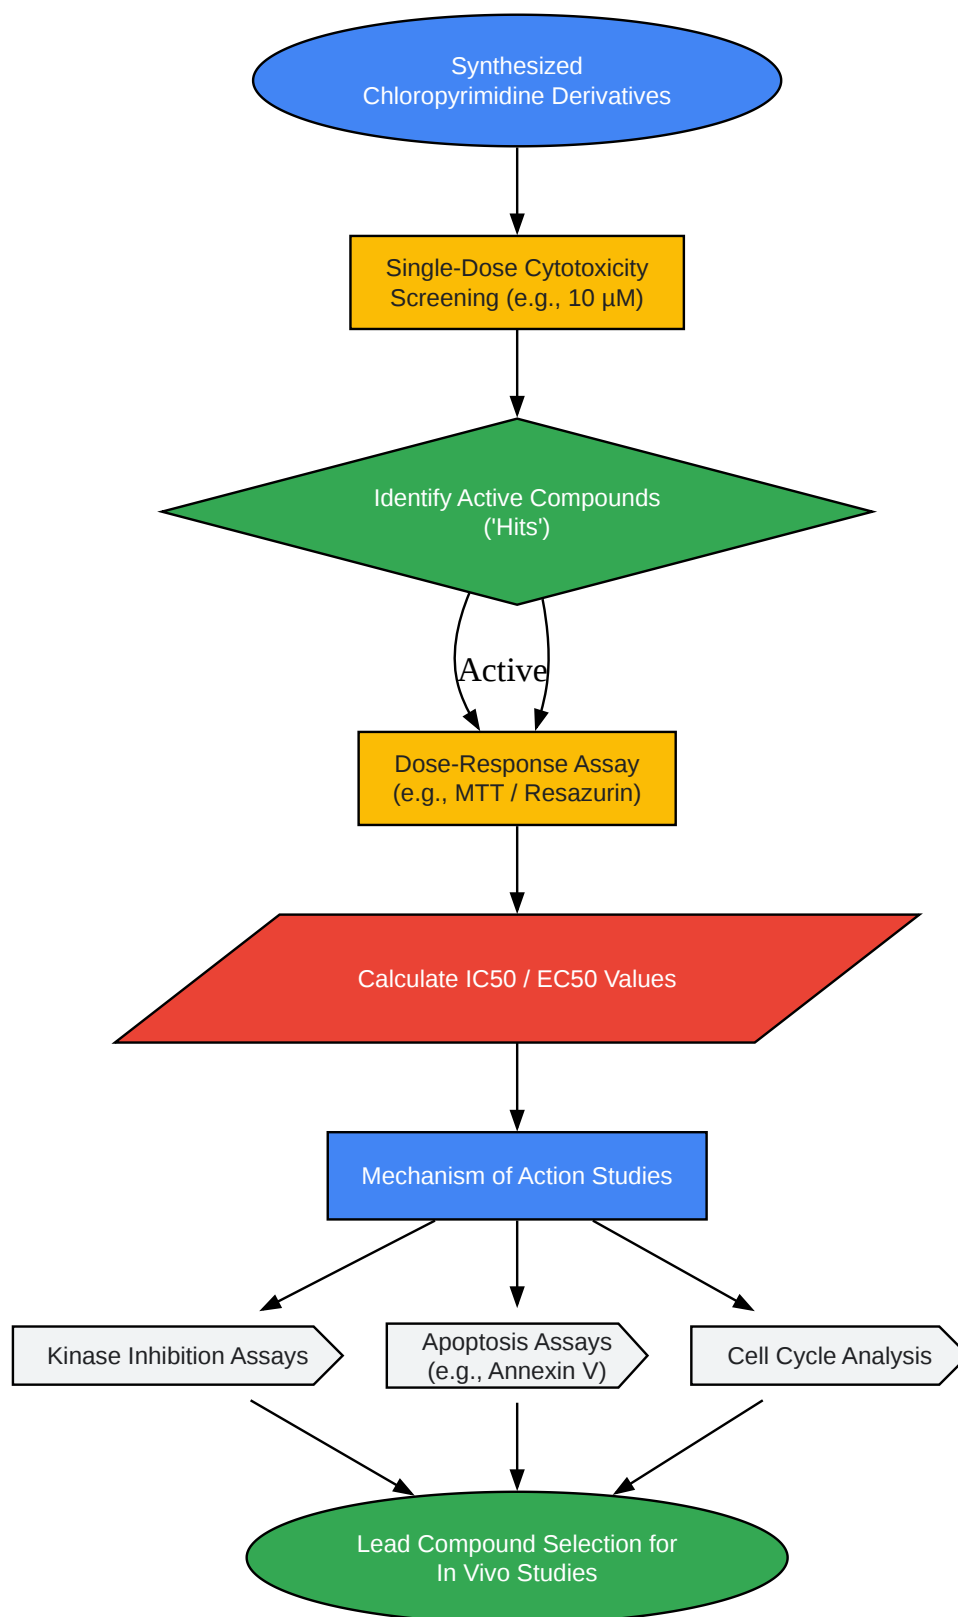 Synthesized
Chloropyrimidine Derivatives
Single-Dose Cytotoxicity
Screening (e.g., 10 µM)
Identify Active Compounds
('Hits')
Active
Dose-Response Assay
(e.g., MTT / Resazurin)
Calculate IC50 / EC50 Values
Mechanism of Action Studies
Kinase Inhibition Assays
Apoptosis Assays
(e.g., Annexin V)
Cell Cycle Analysis
Lead Compound Selection for
In Vivo Studies